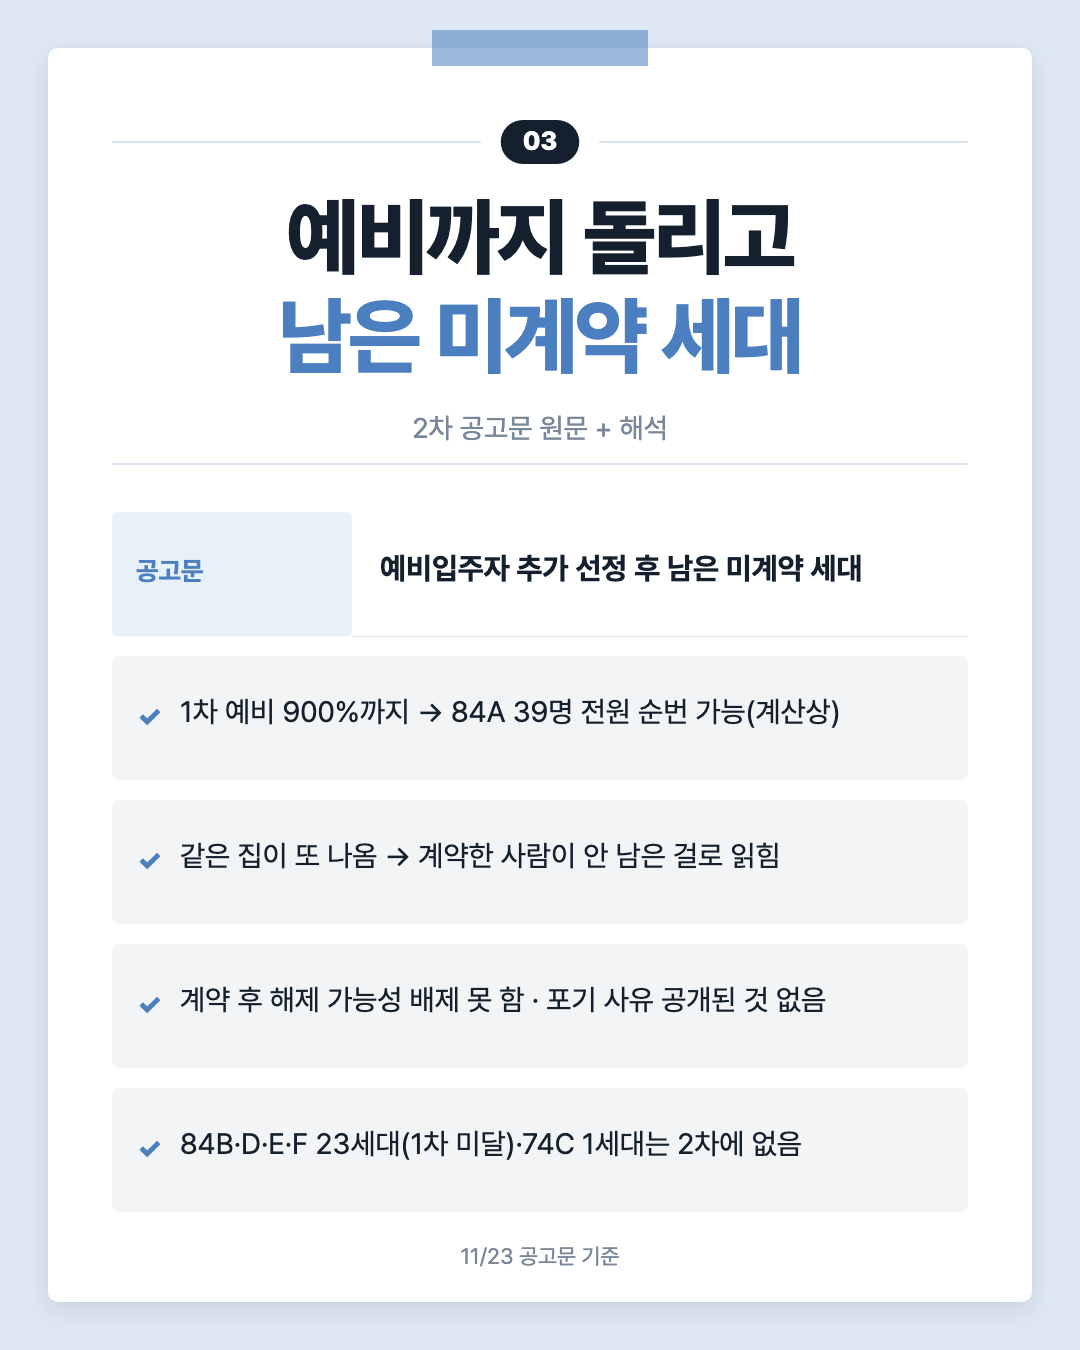 03
예비까지 돌리고
남은 미계약 세대
2차 공고문 원문 + 해석
공고문
예비입주자 추가 선정 후 남은 미계약 세대
1차 예비 900%까지 → 84A 39명 전원 순번 가능(계산상)
같은 집이 또 나옴 → 계약한 사람이 안 남은 걸로 읽힘
계약 후 해제 가능성 배제 못 함 · 포기 사유 공개된 것 없음
84B·D·E·F 23세대(1차 미달)·74C 1세대는 2차에 없음
11/23 공고문 기준